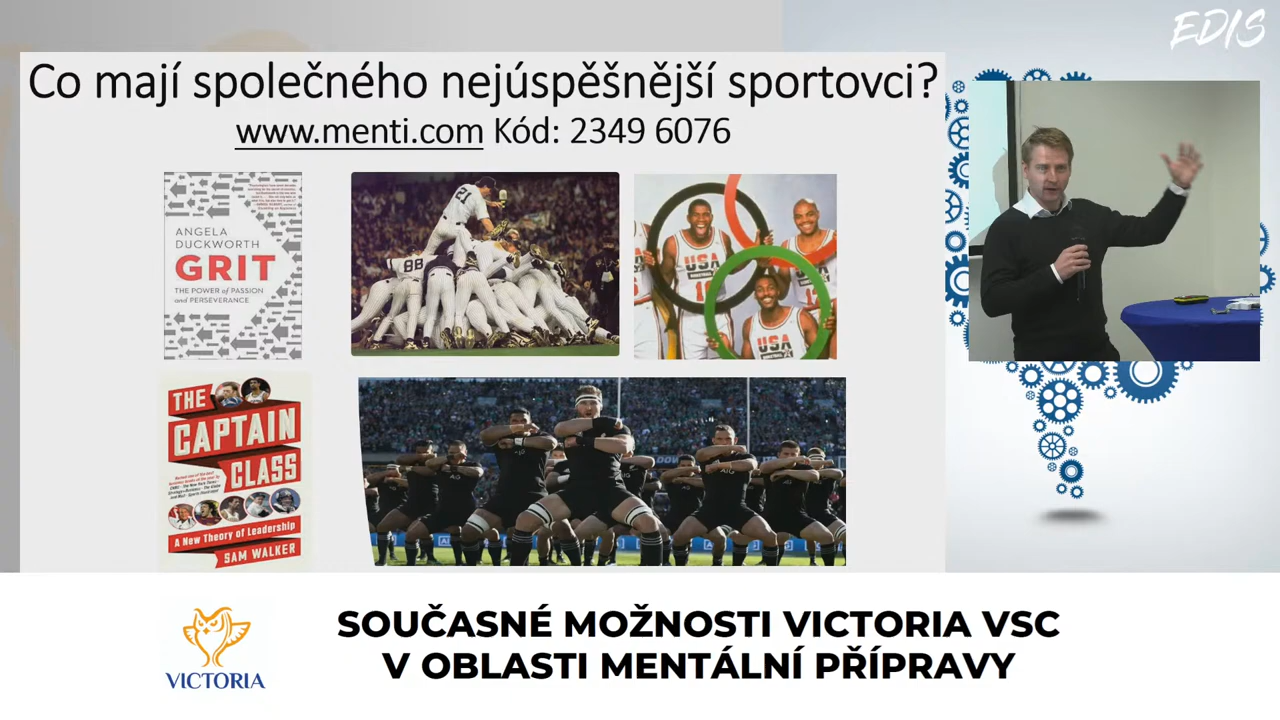 EDIS
Co mají společného nejúspěšnější sportovci?
www.menti.com Kód: 2349 6076
ANGELA
DUCKWORTH
GRIT
THE POWER of PASSION
and PERSEVERANCE
21
88
USA
USA
USA
THE
CAPTAIN
CLASS
A New Theory of Leadership
SAM WALKER
AIG
VICTORIA
SOUČASNÉ MOŽNOSTI VICTORIA VSC
V OBLASTI MENTÁLNÍ PŘÍPRAVY